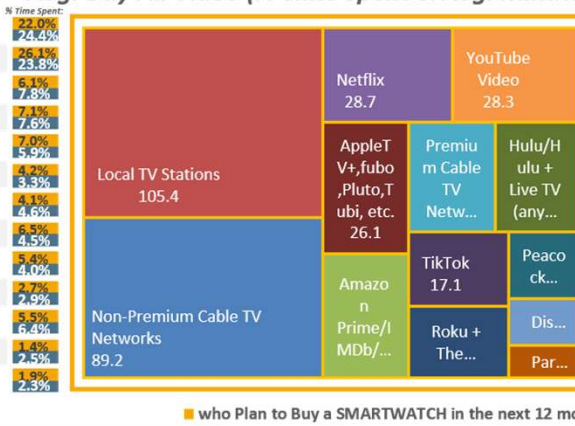 % Time Spent:
22.0%
24.4%
26.1%
23.8%
6.1%
7.8%
7.1%
7.6%
7.0%
5.9%
4.2%
3.3%
4.1%
4.6%
6.5%
4.5%
5.4%
4.0%
2.7%
2.9%
5.5%
6.4%
1.4%
2.5%
1.9%
2.3%
Local TV Stations
105.4
Non-Premium Cable TV
Networks
89.2
Netflix
28.7
YouTube
Video
28.3
AppleT
V+,fubo
,Pluto,T
ubi, etc.
26.1
Premiu
m Cable
TV
Netw...
Hulu/H
ulu +
Live TV
(any...
Amazo
n
Prime/I
MDb/...
TikTok
17.1
Peaco
ck...
Roku +
The...
Dis...
Par...
who Plan to Buy a SMARTWATCH in the next 12 mo